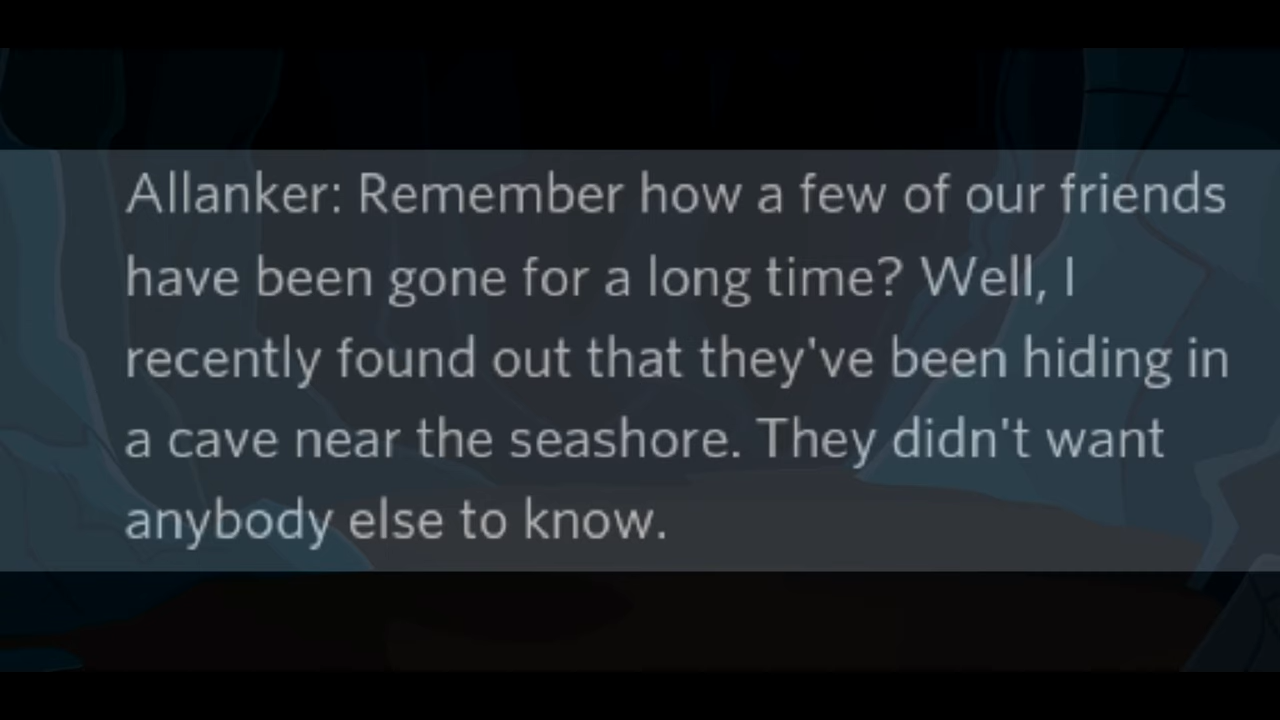 Allanker: Remember how a few of our friends
have been gone for a long time? Well, I
recently found out that they've been hiding in
a cave near the seashore. They didn't want
anybody else to know.